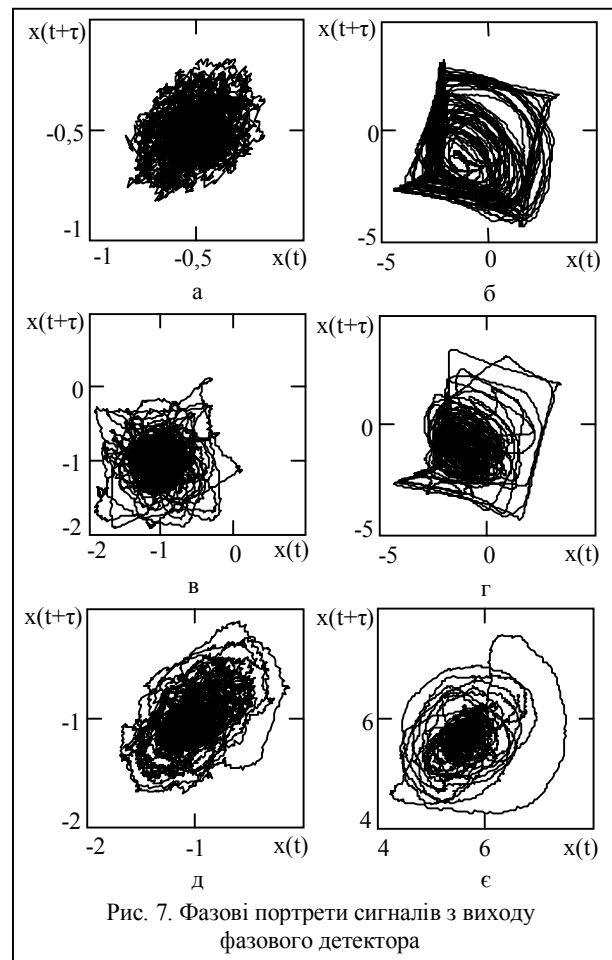 x(t+τ) x(t+τ)
-0,5 0
-1 -5
-1 -0,5 x(t) -5 0 x(t)
а б
x(t+τ) x(t+τ)
0 0
-1
-2 -5
-2 -1 0 x(t) -5 0 x(t)
в г
x(t+τ) x(t+τ)
-1 6
-2 4
-2 -1 x(t) 4 6 x(t)
д є
Рис. 7. Фазові портрети сигналів з виходу
фазового детектора